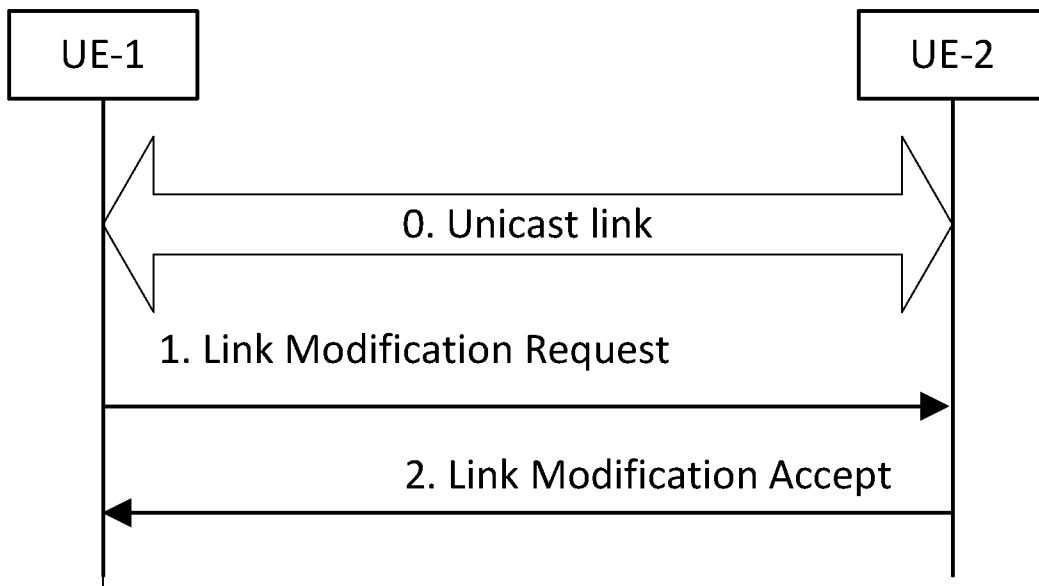 UE-1
UE-2
0. Unicast link
1. Link Modification Request
2. Link Modification Accept